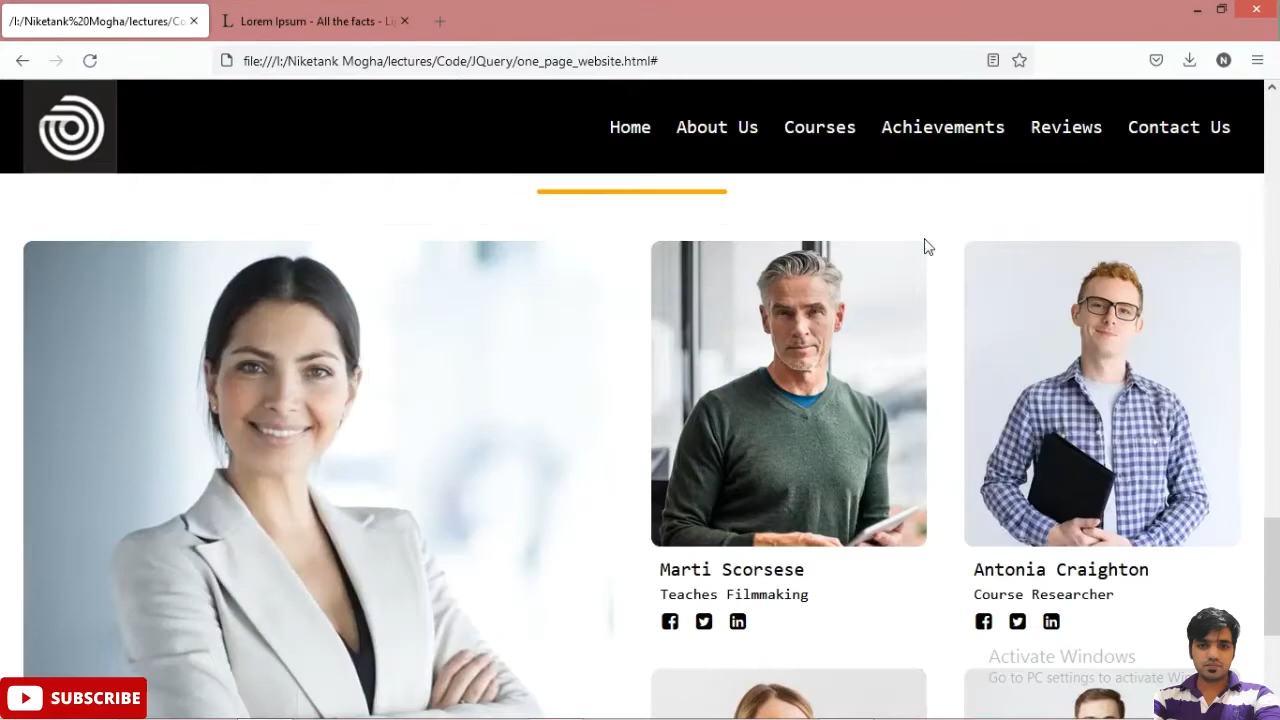 /I:/Niketank%20Mogha/lectures/Co
Lorem Ipsum - All the facts - Li
file:///I:/Niketank Mogha/lectures/Code/JQuery/one_page_website.html#
N
Home
About Us
Courses
Achievements
Reviews
Contact Us
Marti Scorsese
Teaches Filmmaking
Antonia Craighton
Course Researcher
Activate Windows
Go to PC settings to activate Wi
SUBSCRIBE